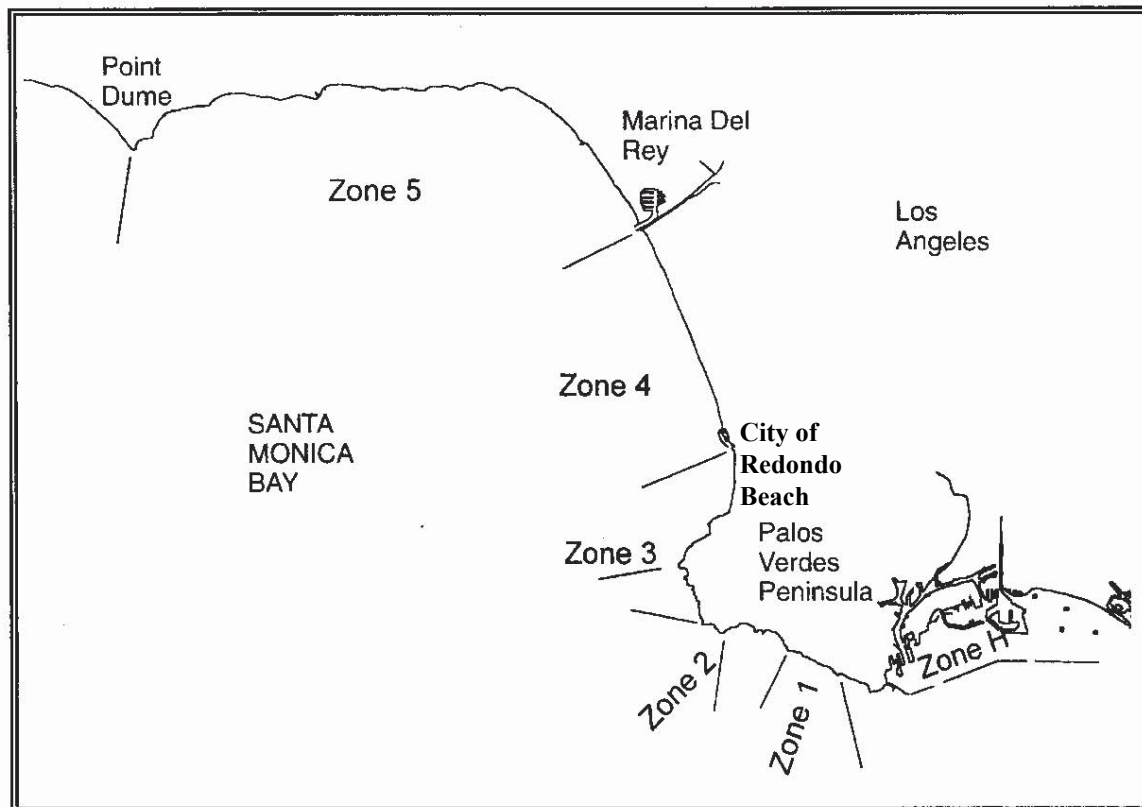 Point
Dume
Marina Del
Rey
Zone 5
Los
Angeles
Zone 4
SANTA
MONICA
BAY
City of
Redondo
Beach
Palos
Verdes
Peninsula
Zone 3
Zone 2
Zone 1
Zone H